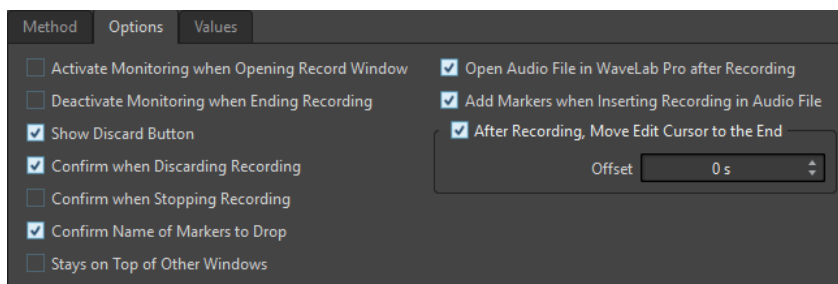 Method Options Values
Activate Monitoring when Opening Record Window
Deactivate Monitoring when Ending Recording
Show Discard Button
Confirm when Discarding Recording
Confirm when Stopping Recording
Confirm Name of Markers to Drop
Stays on Top of Other Windows
Open Audio File in WaveLab Pro after Recording
Add Markers when Inserting Recording in Audio File
After Recording, Move Edit Cursor to the End
Offset 0 s